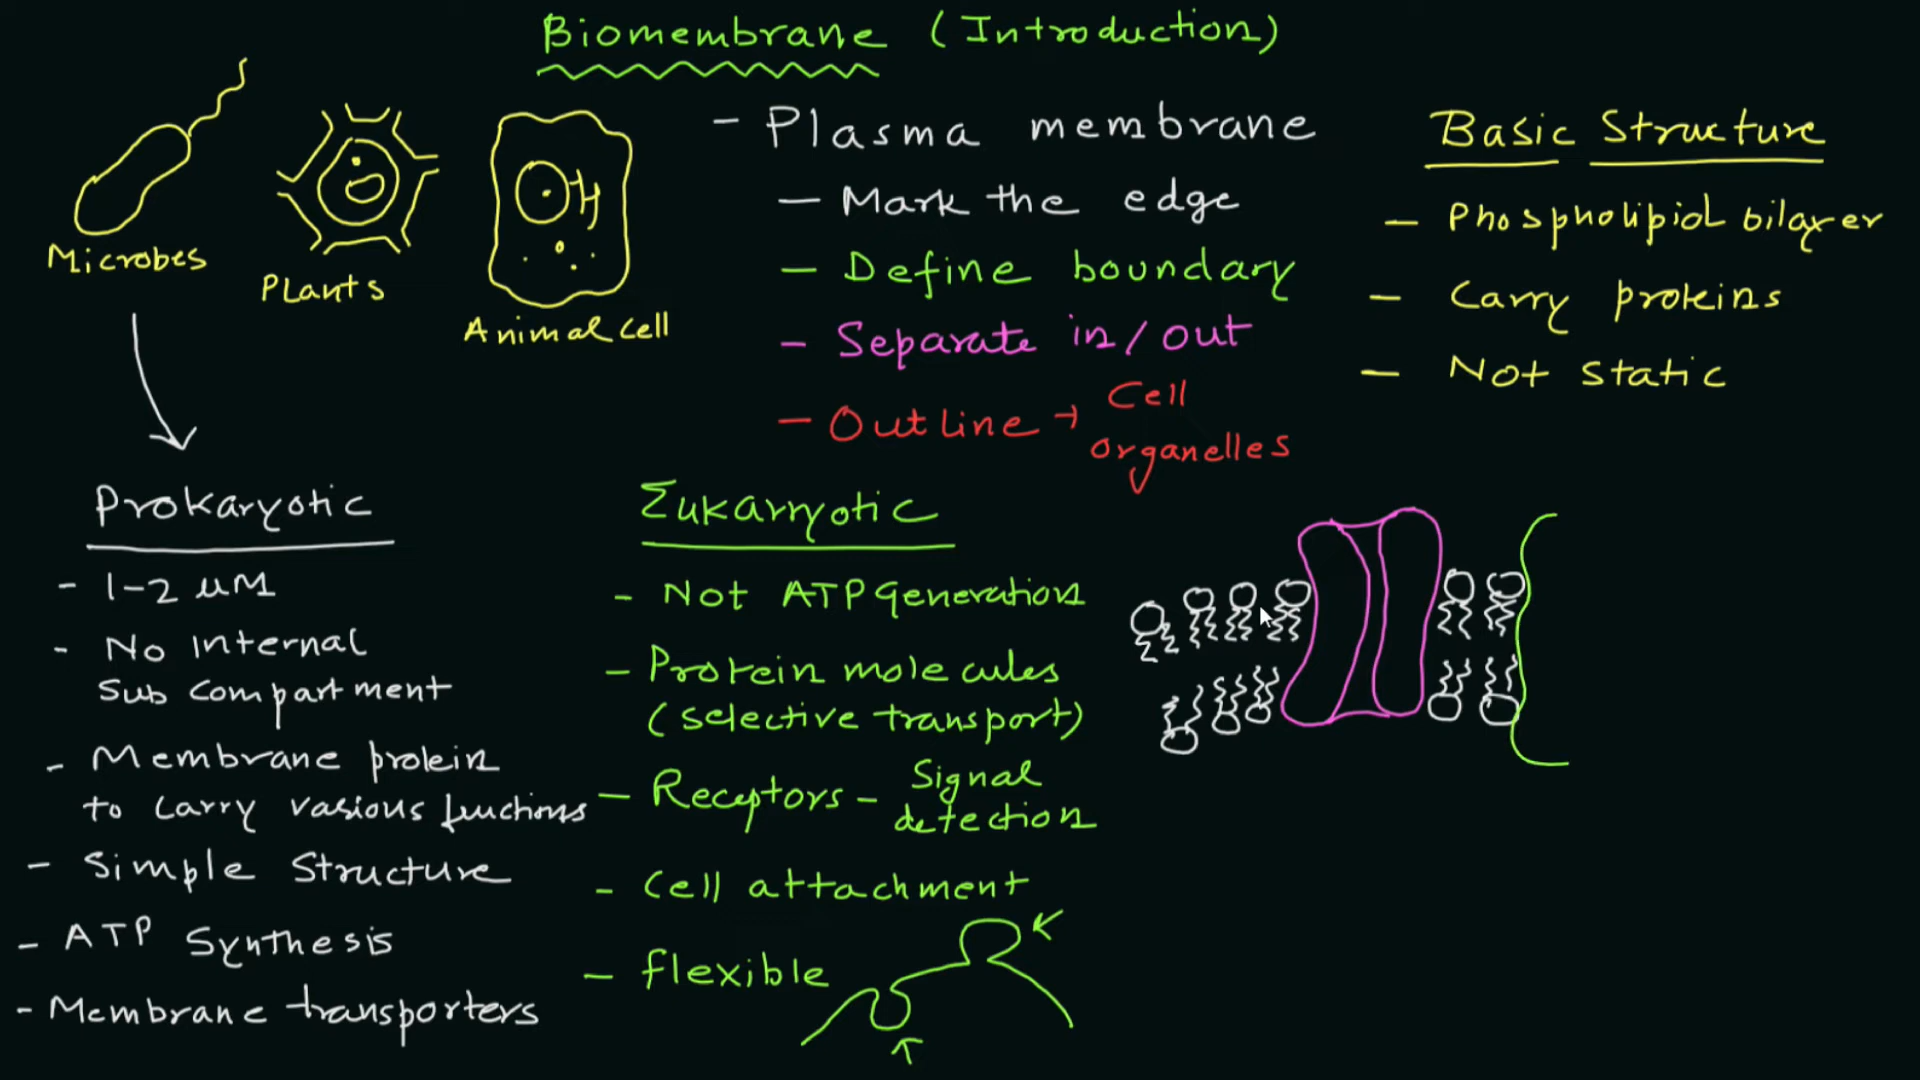 Biomembrane (Introduction)
Microbes
Plants
Animal cell
- Plasma membrane
- Mark the edge
- Define boundary
- Separate in/out
- Outline → Cell
organelles
Basic Structure
- Phospholipid bilayer
- Carry proteins
- Not static
Prokaryotic
- 1-2 uM
- No internal
Sub compartment
- Membrane protein
to carry various functions
- Simple Structure
- ATP Synthesis
- Membrane transporters
Eukaryotic
- Not ATP generation
- Protein molecules
(selective transport)
- Receptors - Signal
detection
- Cell attachment
- flexible